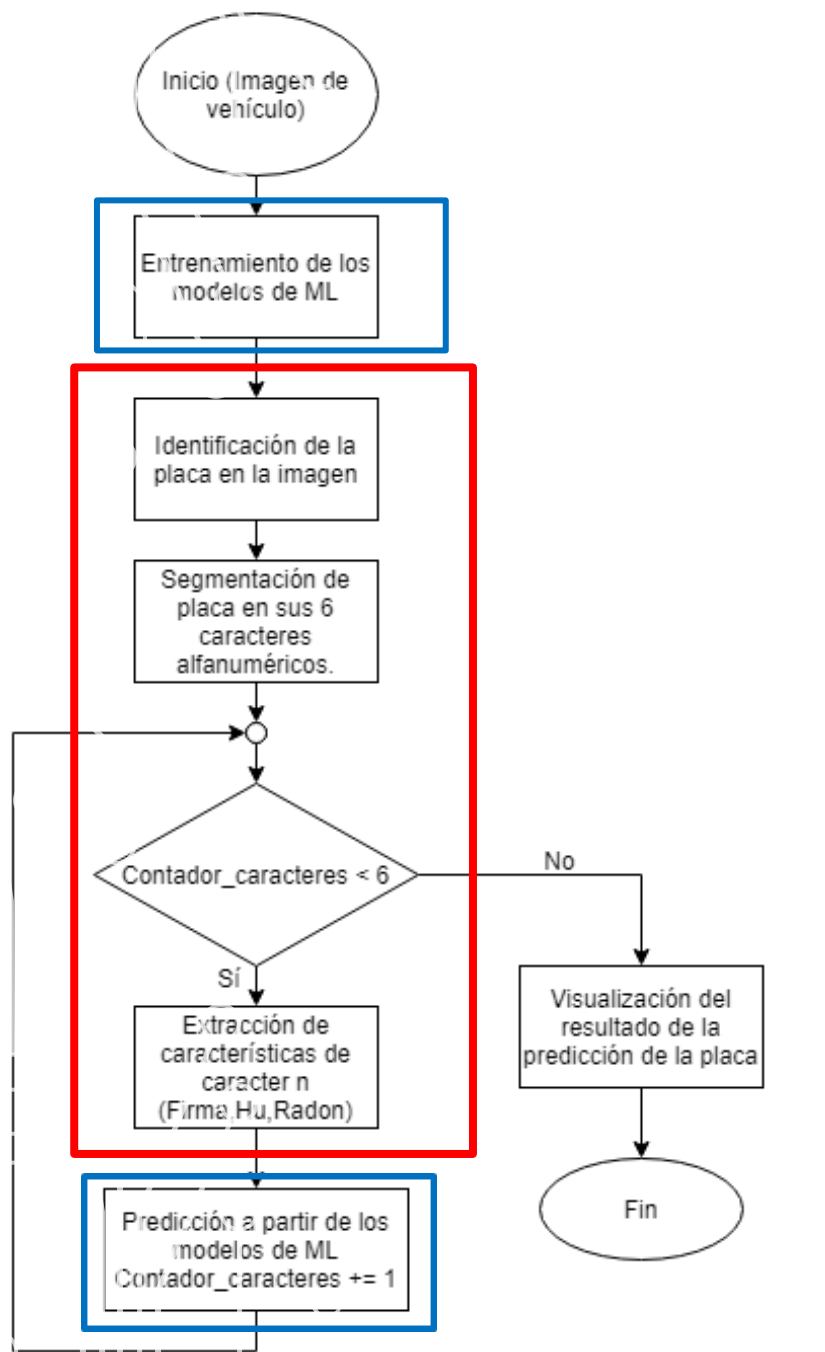 Inicio (Imagen de
vehículo)
Entrenamiento de los
modelos de ML
Identificación de la
placa en la imagen
Segmentación de
placa en sus 6
caracteres
alfanuméricos.
Contador_caracteres < 6
No
Sí
Extracción de
características de
caracter n
(Firma,Hu,Radon)
Visualización del
resultado de la
predicción de la placa
Predicción a partir de los
modelos de ML
Contador_caracteres += 1
Fin